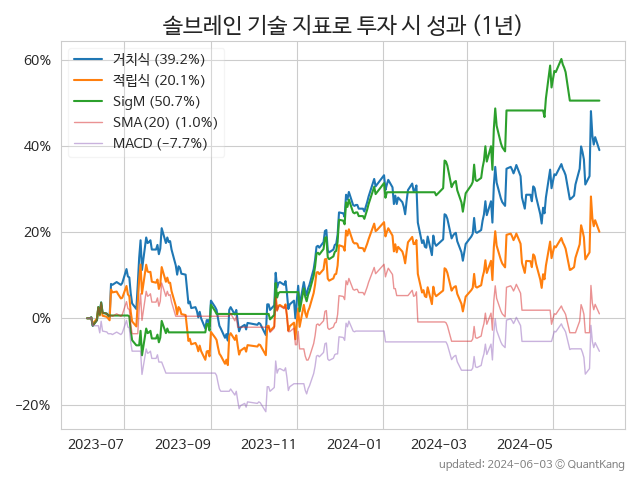 솔브레인 기술 지표로 투자 시 성과 (1년)
거치식 (39.2%)
적립식 (20.1%)
SigM (50.7%)
SMA(20) (1.0%)
MACD (−7.7%)
60%
40%
20%
0%
−20%
2023-07 2023-09 2023-11 2024-01 2024-03 2024-05
updated: 2024-06-03 ⓒ QuantKang